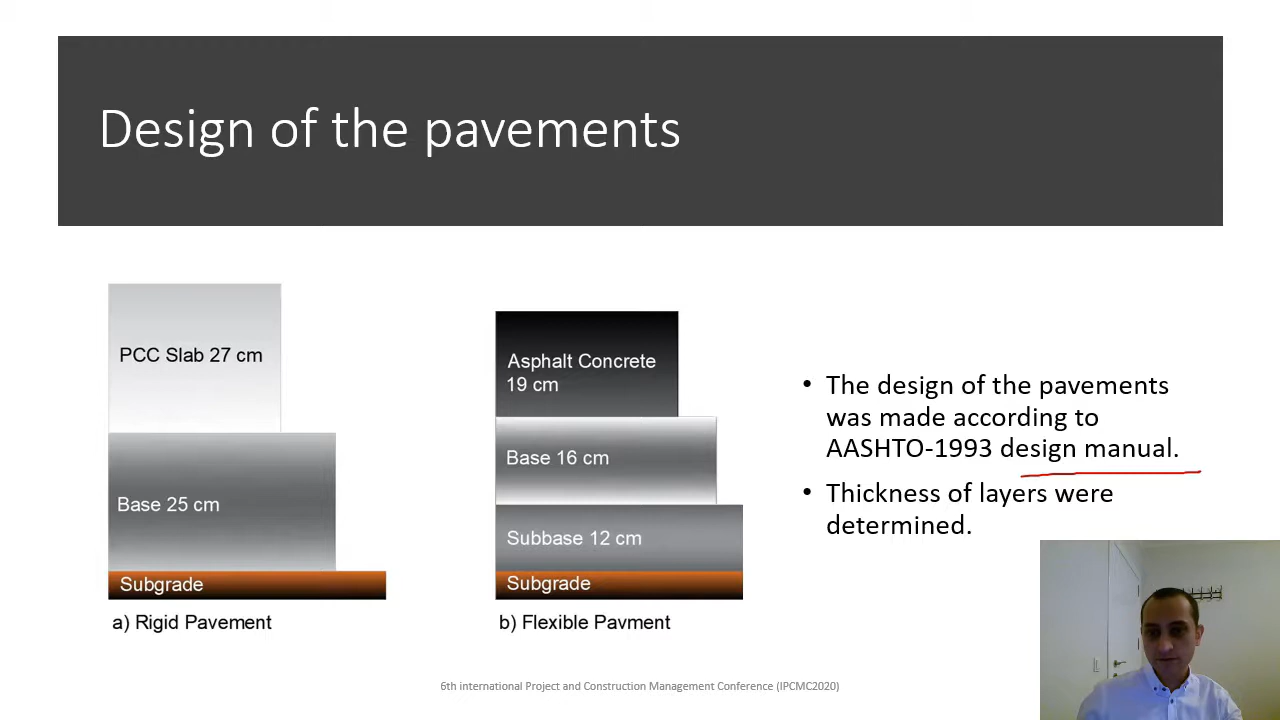 Design of the pavements
PCC Slab 27 cm
Base 25 cm
Subgrade
a) Rigid Pavement
Asphalt Concrete
19 cm
Base 16 cm
Subbase 12 cm
Subgrade
b) Flexible Pavment
• The design of the pavements
was made according to
AASHTO-1993 design manual.
• Thickness of layers were
determined.
6th international Project and Construction Management Conference (IPCMC2020)